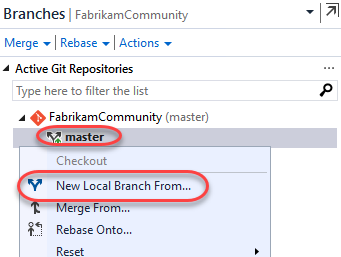 Branches | FabrikamCommunity
Merge | Rebase | Actions
Active Git Repositories
Type here to filter the list
FabrikamCommunity (master)
master
Checkout
New Local Branch From...
Merge From...
Rebase Onto...
Reset